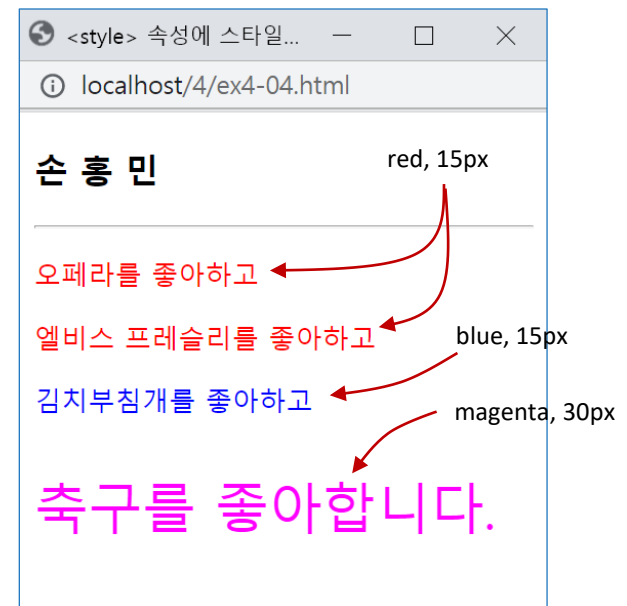 <style> 속성에 스타일...
localhost/4/ex4-04.html
손 홍 민
red, 15px
오페라를 좋아하고
엘비스 프레슬리를 좋아하고
blue, 15px
김치부침개를 좋아하고
magenta, 30px
축구를 좋아합니다.